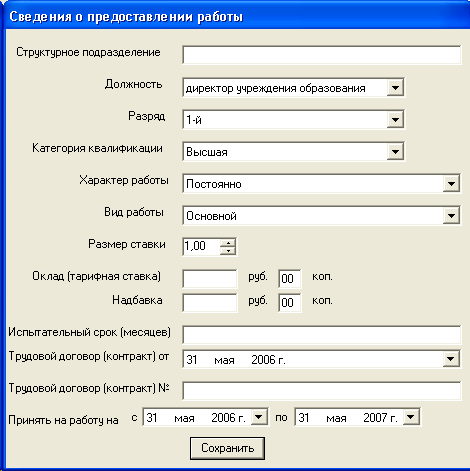 Сведения о предоставлении работы
Структурное подразделение
Должность директор учреждения образования
Разряд 1-й
Категория квалификации Высшая
Характер работы Постоянно
Вид работы Основной
Размер ставки 1,00
Оклад (тарифная ставка) руб. 00 коп.
Надбавка руб. 00 коп.
Испытательный срок (месяцев)
Трудовой договор (контракт) от 31 мая 2006 г.
Трудовой договор (контракт) №
Принять на работу на с 31 мая 2006 г. по 31 мая 2007 г.
Сохранить